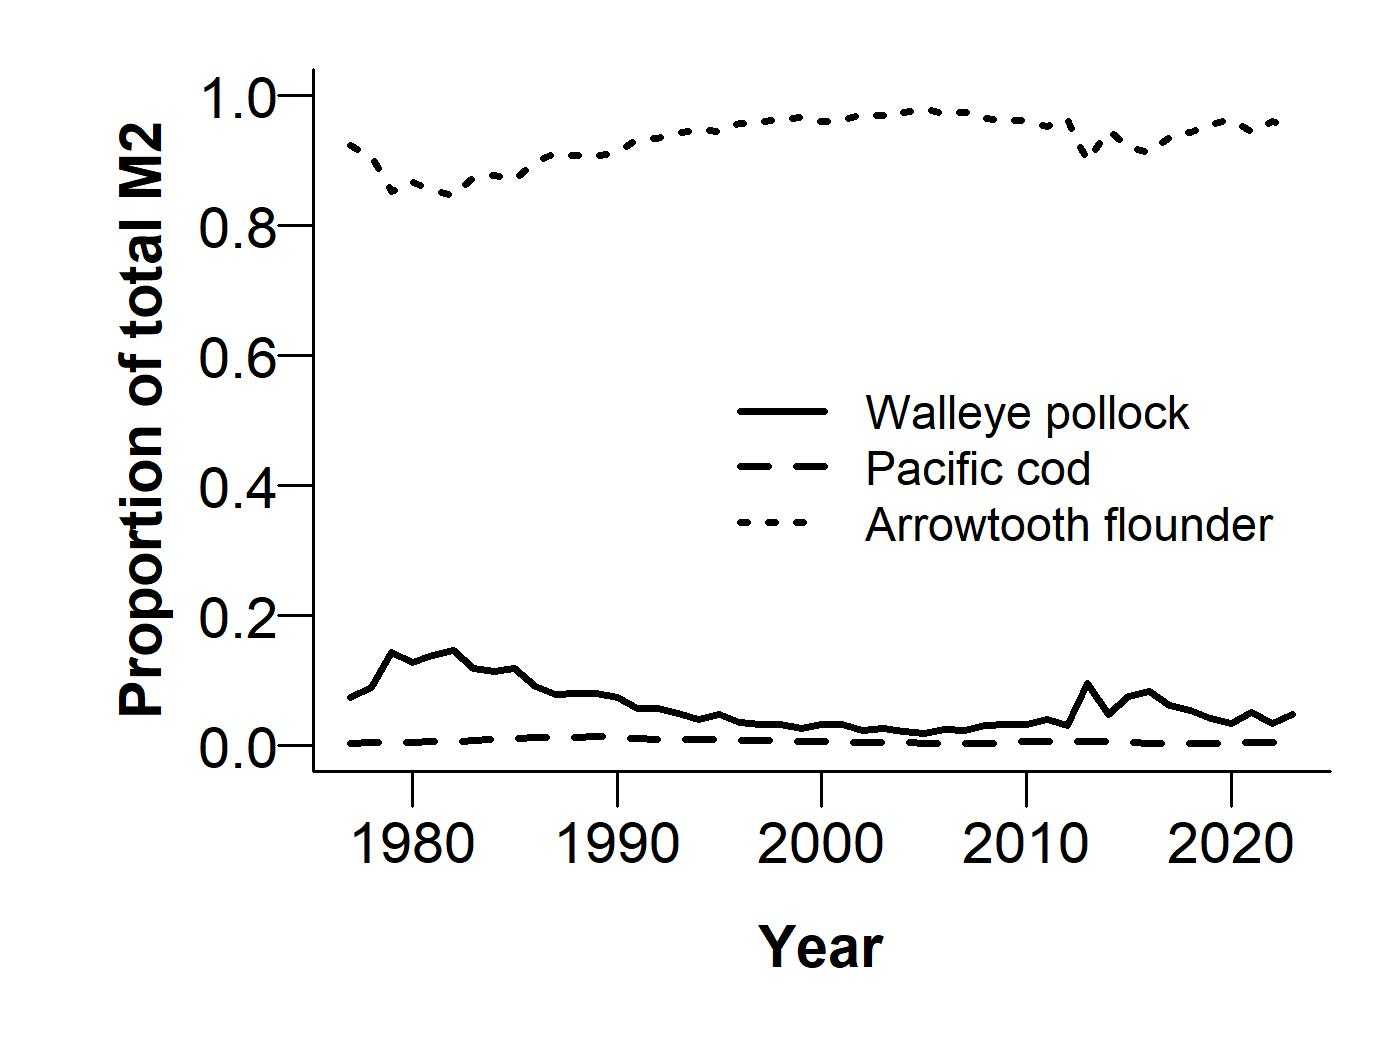 Proportion of total M2
1.0
0.8
0.6
0.4
0.2
0.0
Walleye pollock
Pacific cod
Arrowtooth flounder
1980 1990 2000 2010 2020
Year